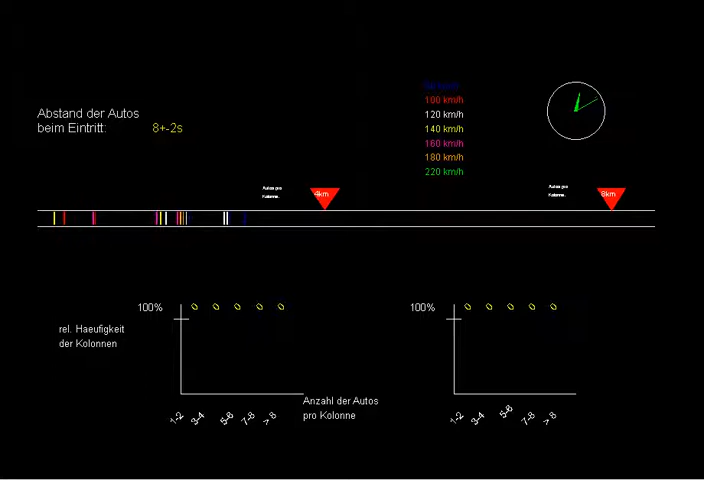 Abstand der Autos
beim Eintritt: 8+-2s
100 km/h
120 km/h
140 km/h
160 km/h
180 km/h
220 km/h
Autos pro
Kolonne.
4km
Autos pro
Kolonne.
8km
100% 0 0 0 0 0
rel. Haeufigkeit
der Kolonnen
Anzahl der Autos
pro Kolonne
1-2 3-4 5-6 7-8 > 8
100% 0 0 0 0 0
1-2 3-4 5-6 7-8 > 8